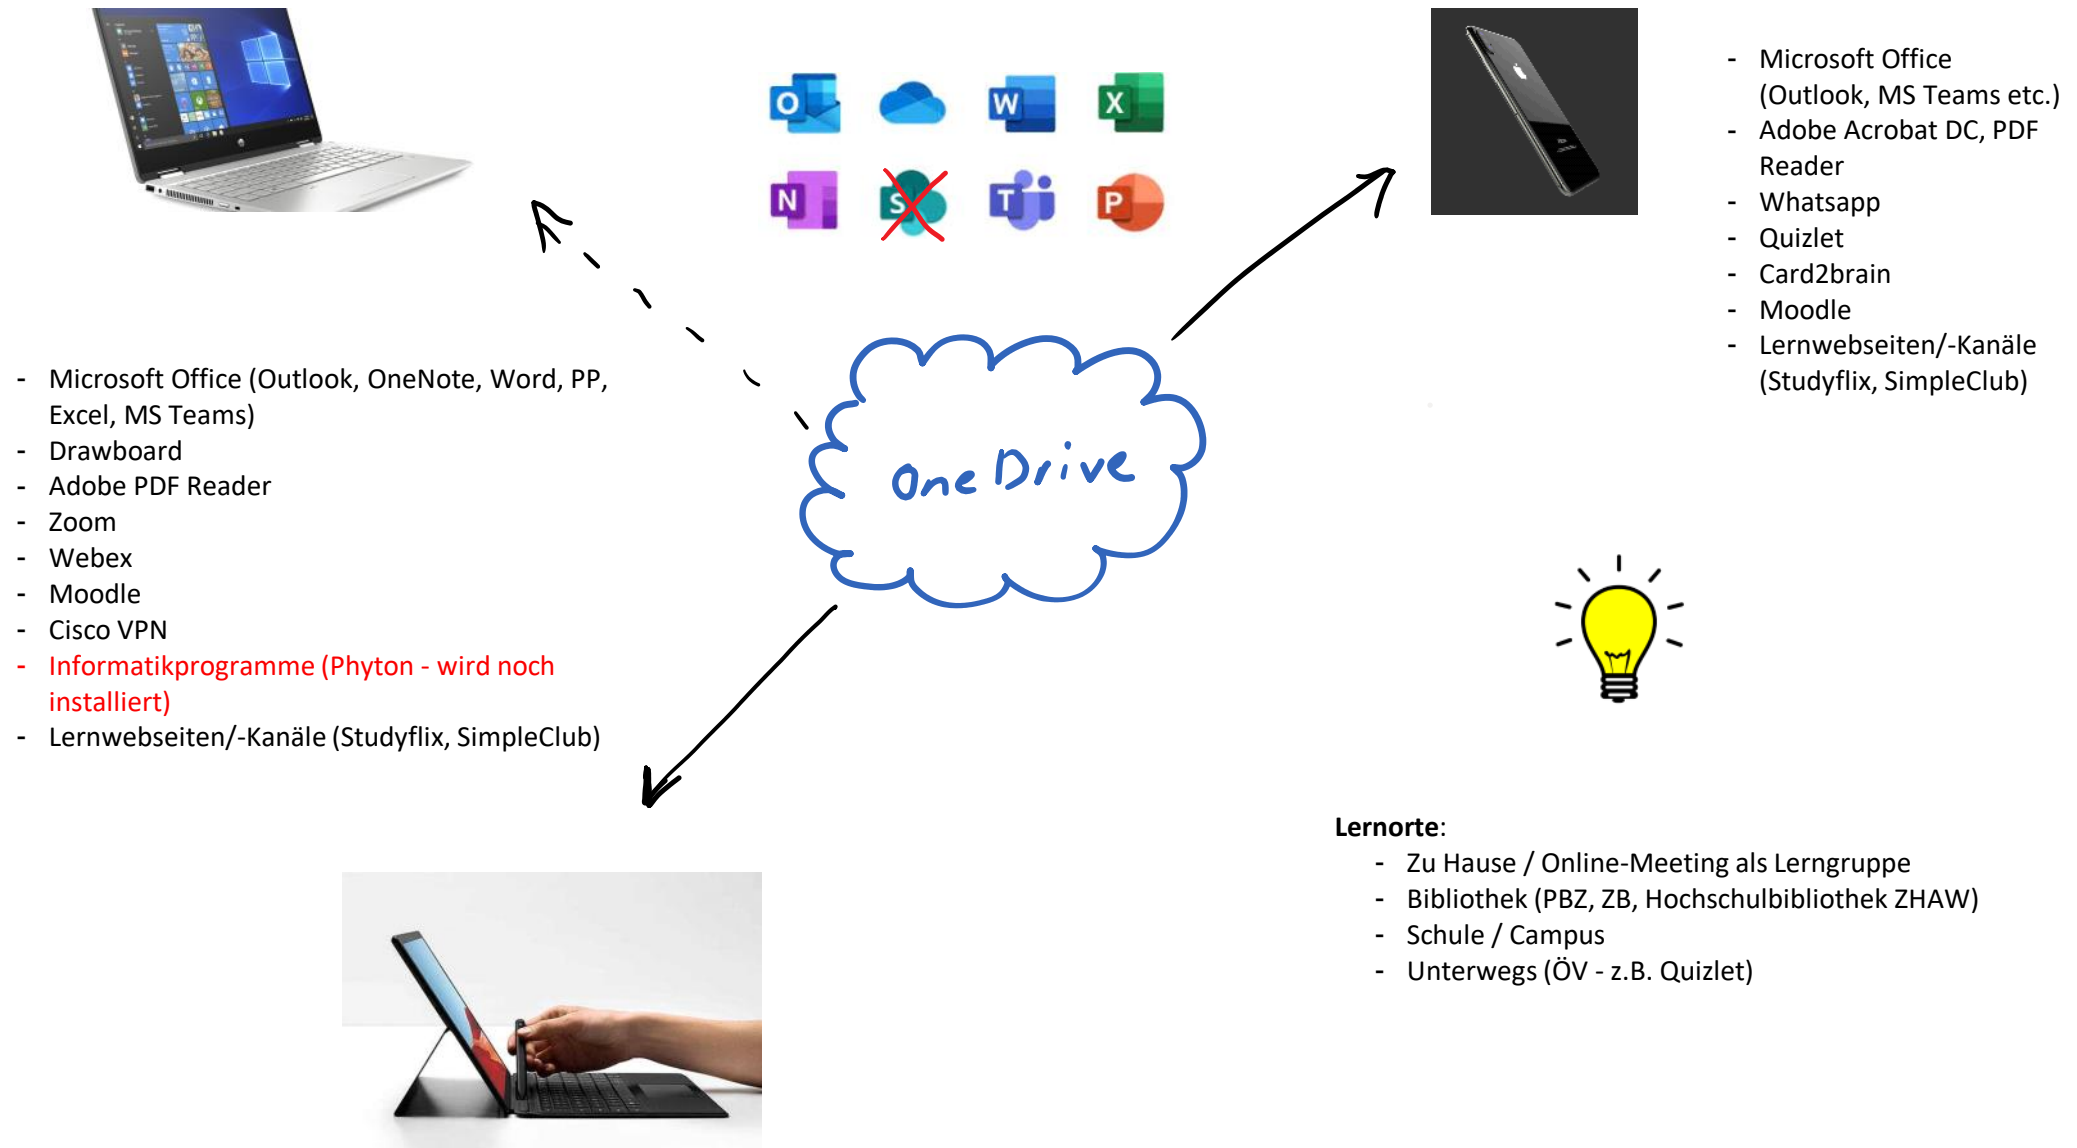 O
W
X
N
S
T
P
- Microsoft Office
(Outlook, MS Teams etc.)
- Adobe Acrobat DC, PDF
Reader
- Whatsapp
- Quizlet
- Card2brain
- Moodle
- Lernwebseiten/-Kanäle
(Studyflix, SimpleClub)
- Microsoft Office (Outlook, OneNote, Word, PP,
Excel, MS Teams)
- Drawboard
- Adobe PDF Reader
- Zoom
- Webex
- Moodle
- Cisco VPN
- Informatikprogramme (Phyton - wird noch
installiert)
- Lernwebseiten/-Kanäle (Studyflix, SimpleClub)
OneDrive
Lernorte:
- Zu Hause / Online-Meeting als Lerngruppe
- Bibliothek (PBZ, ZB, Hochschulbibliothek ZHAW)
- Schule / Campus
- Unterwegs (ÖV - z.B. Quizlet)